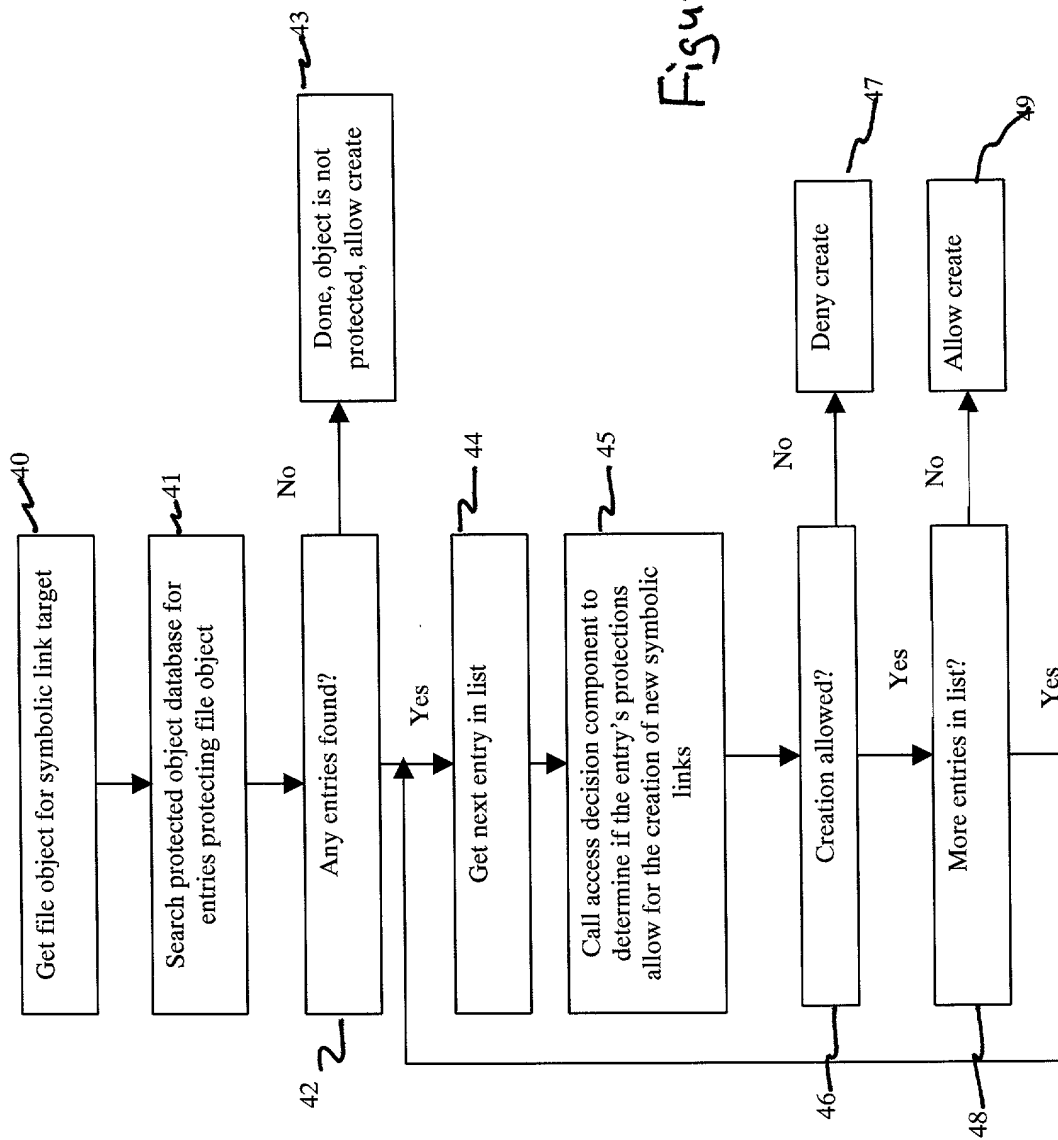 40
Get file object for symbolic link target
41
Search protected object database for
entries protecting file object
42
Any entries found?
No
43
Done, object is not
protected, allow create
Yes
44
Get next entry in list
45
Call access decision component to
determine if the entry's protections
allow for the creation of new symbolic
links
46
Creation allowed?
No
47
Deny create
Yes
48
More entries in list?
No
49
Allow create
Yes